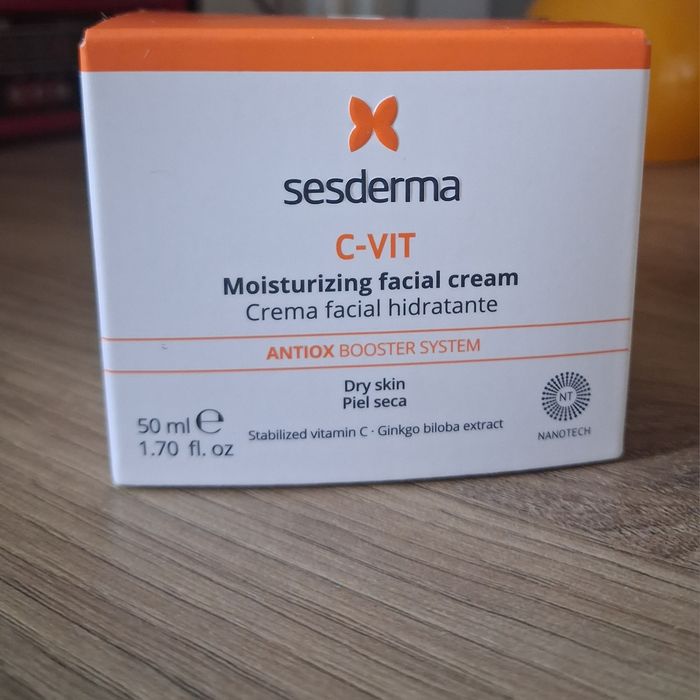 sesderma
C-VIT
Moisturizing facial cream
Crema facial hidratante
ANTIOX BOOSTER SYSTEM
Dry skin
Piel seca
50 ml ℮
1.70 fl. oz
Stabilized vitamin C · Ginkgo biloba extract
NT
NANOTECH